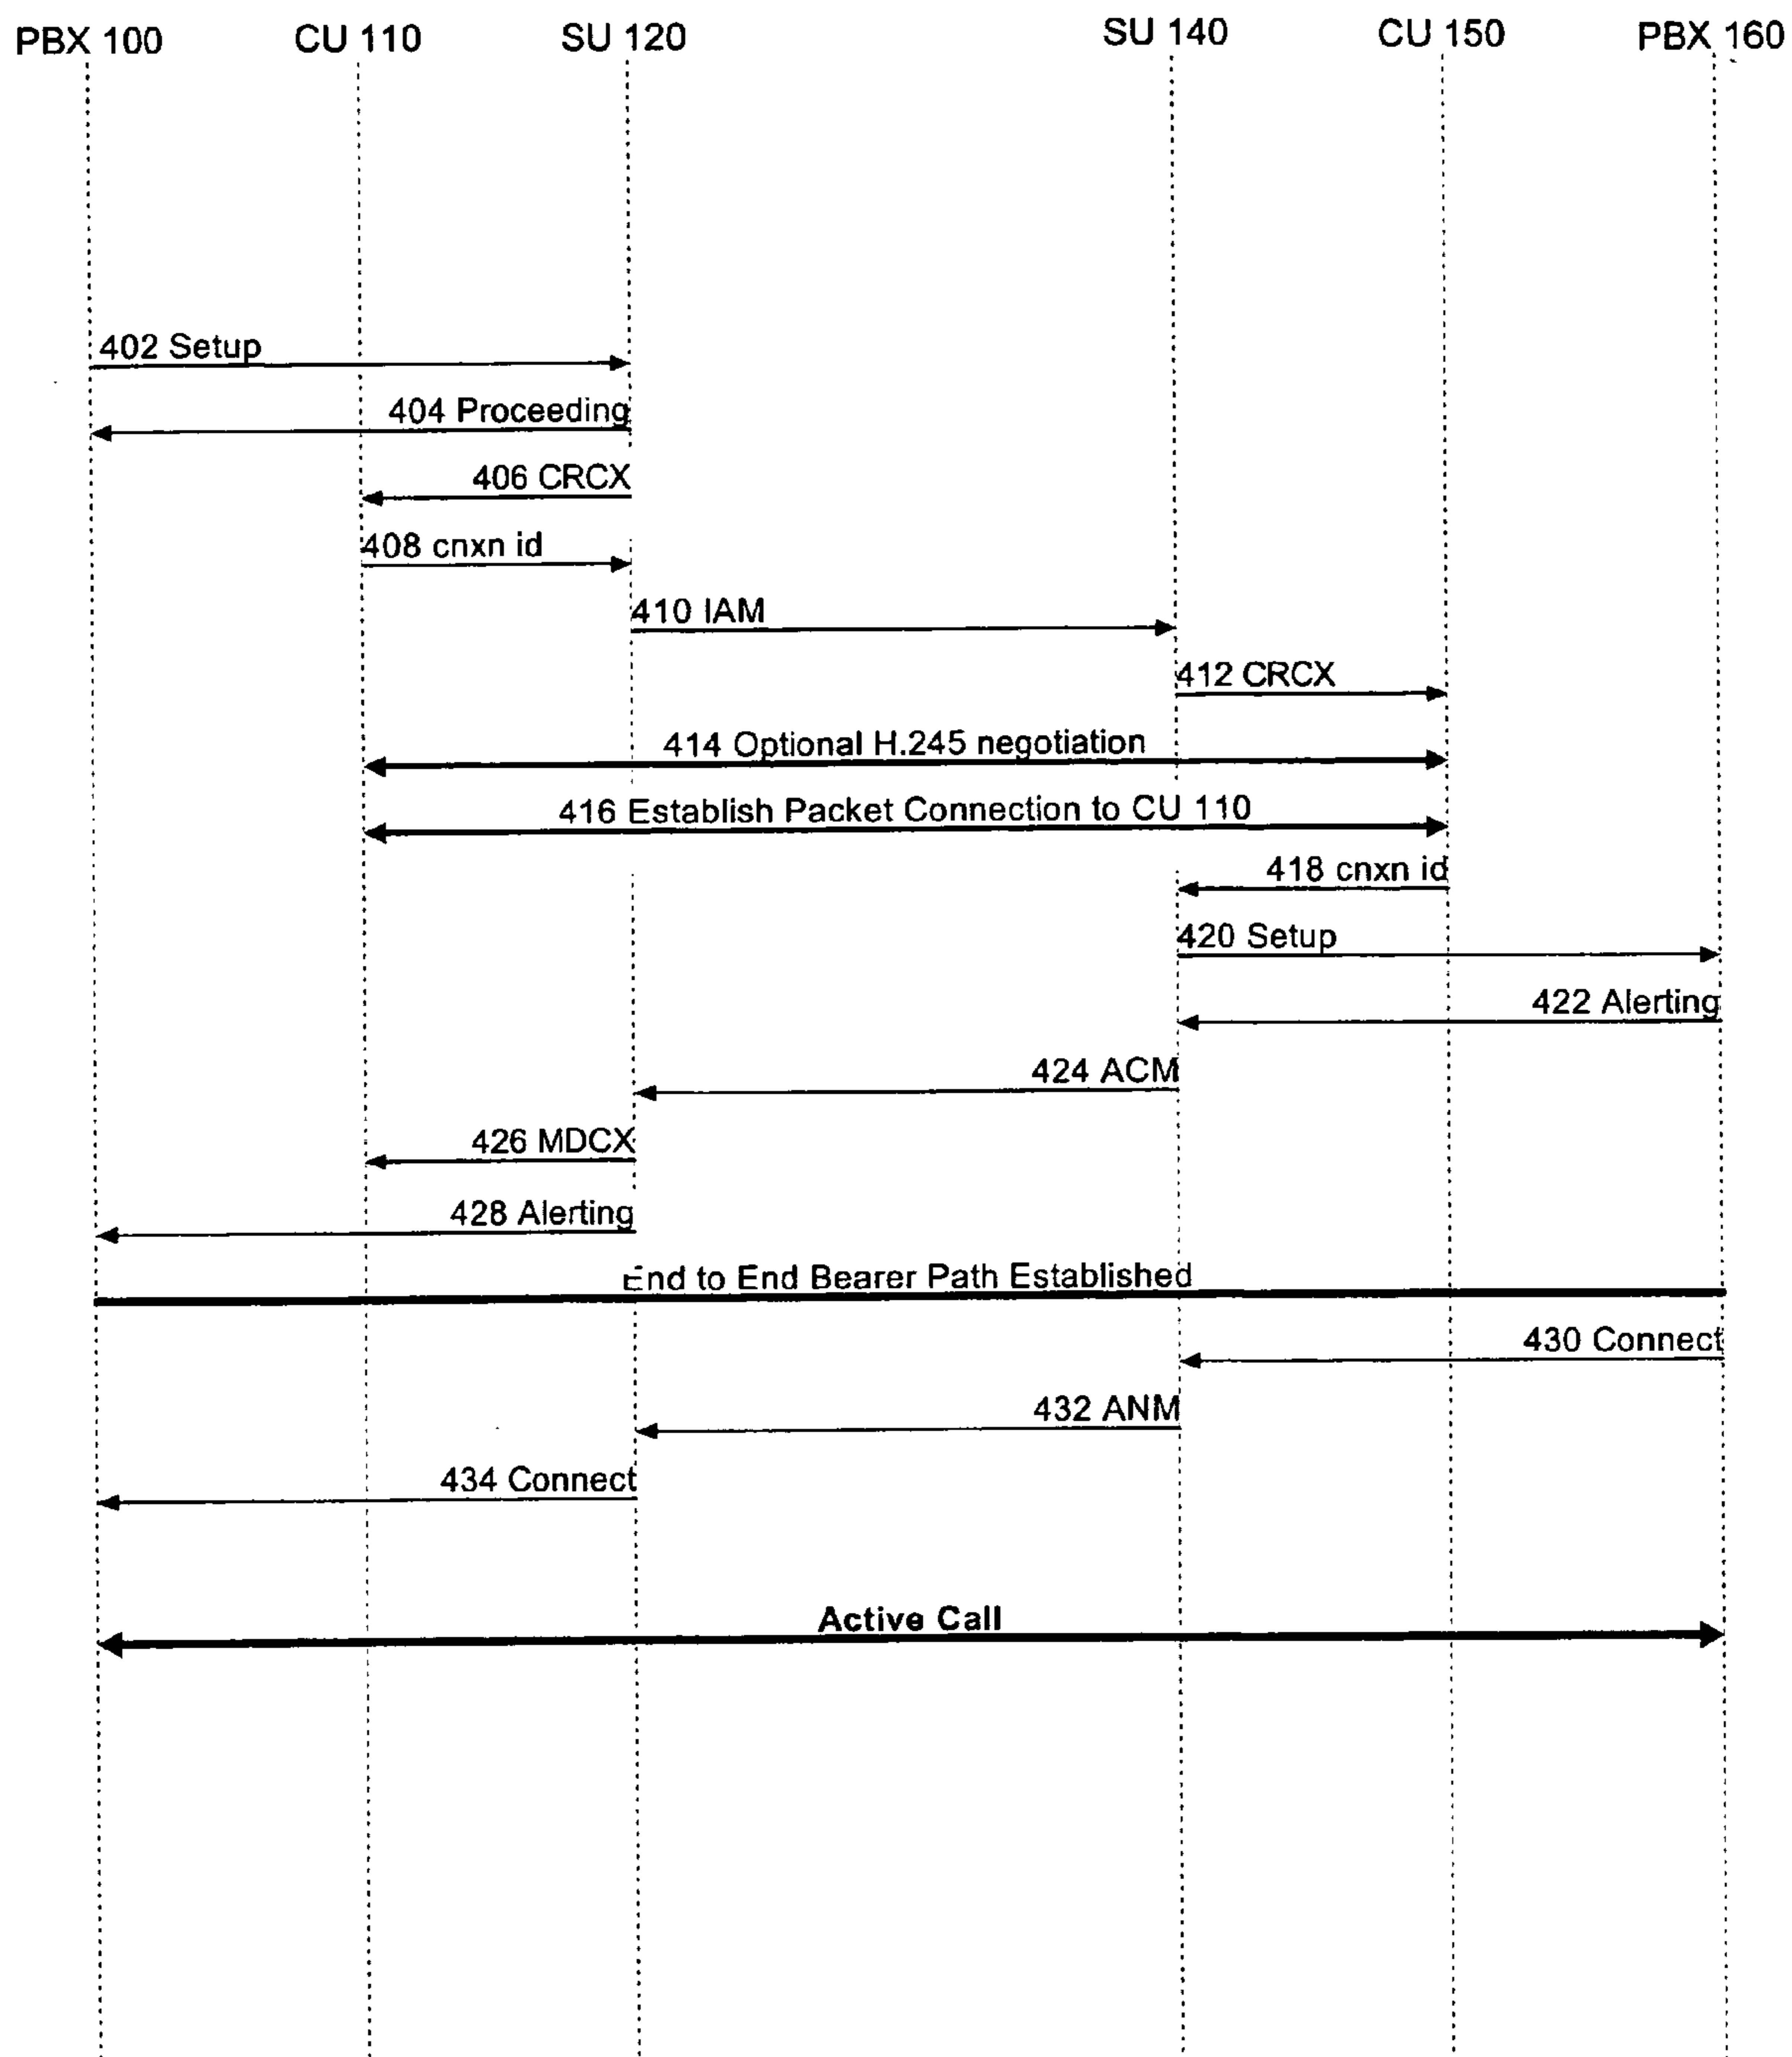 PBX 100 CU 110 SU 120 SU 140 CU 150 PBX 160
402 Setup
404 Proceeding
406 CRCX
408 cnxn id
410 IAM
412 CRCX
414 Optional H.245 negotiation
416 Establish Packet Connection to CU 110
418 cnxn id
420 Setup
422 Alerting
424 ACM
426 MDCX
428 Alerting
End to End Bearer Path Established
430 Connect
432 ANM
434 Connect
Active Call